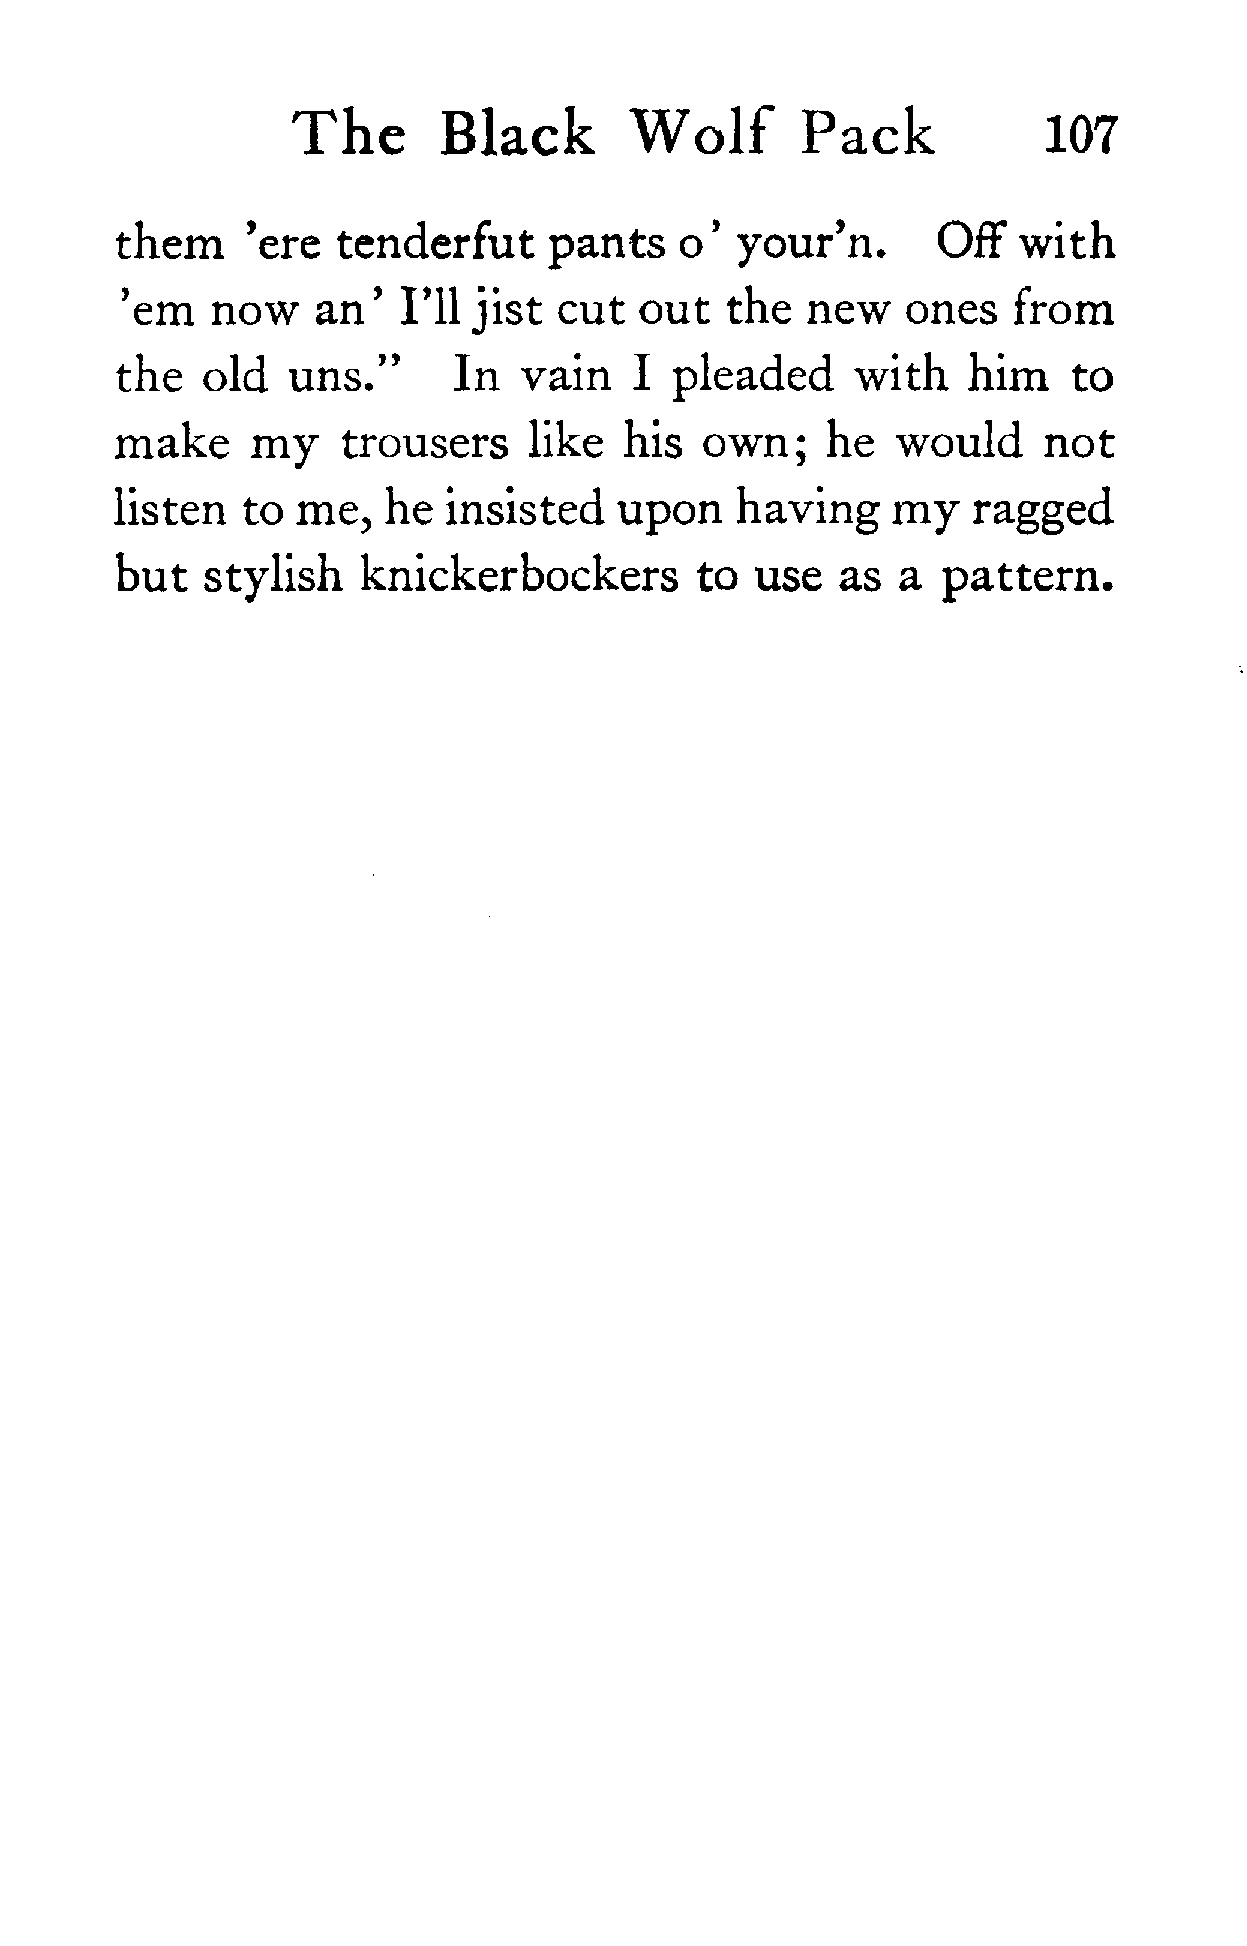 The Black Wolf Pack 107
them 'ere tenderfut pants o' your'n. Off with
'em now an' I'll jist cut out the new ones from
the old uns." In vain I pleaded with him to
make my trousers like his own; he would not
listen to me, he insisted upon having my ragged
but stylish knickerbockers to use as a pattern.